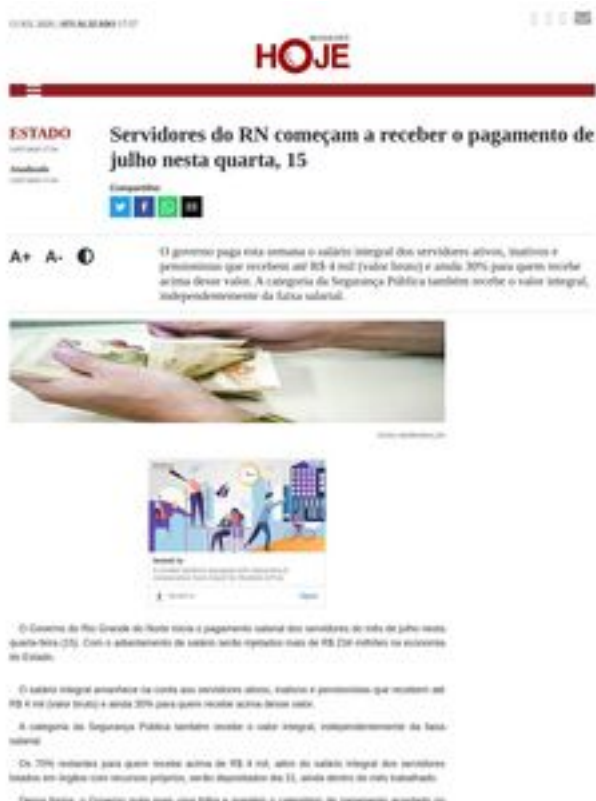 ATUALIZADO 17:57
HOJE
ESTADO
Servidores do RN começam a receber o pagamento de
julho nesta quarta, 15
Atualizado
Compartilhe
A+ A-
O governo paga esta semana o salário integral dos servidores ativos, inativos e
pensionistas que recebem até R$ 4 mil (valor bruto) e ainda 30% para quem recebe
acima desse valor. A categoria da Segurança Pública também recebe o valor integral,
independentemente da faixa salarial.
O Governo do Rio Grande do Norte inicia o pagamento salarial dos servidores do mês de julho nesta
quarta-feira (15). Com o adiantamento de salário serão injetados mais de R$ milhões na economia
do Estado.
O salário integral amanhece na conta aos servidores ativos, inativos e pensionistas que recebem até
R$ 4 mil (valor bruto) e ainda 30% para quem recebe acima desse valor.
A categoria da Segurança Pública também recebe o valor integral, independentemente da faixa
salarial.
Os 70% restantes para quem recebe acima de R$ 4 mil, além do salário integral dos servidores
lotados em órgãos com recursos próprios, serão depositados dia 31, ainda dentro do mês trabalhado.